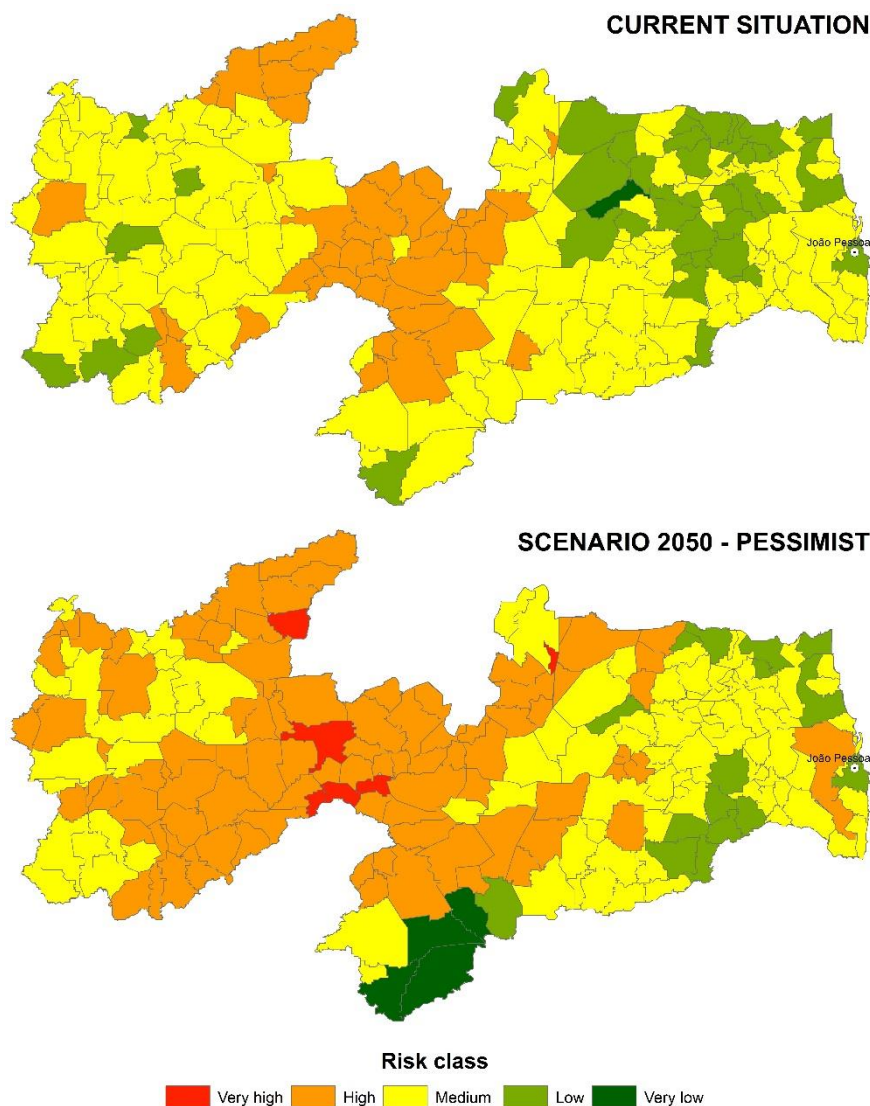 CURRENT SITUATION
João Pessoa
SCENARIO 2050 - PESSIMIST
João Pessoa
Risk class
Very high High Medium Low Very low